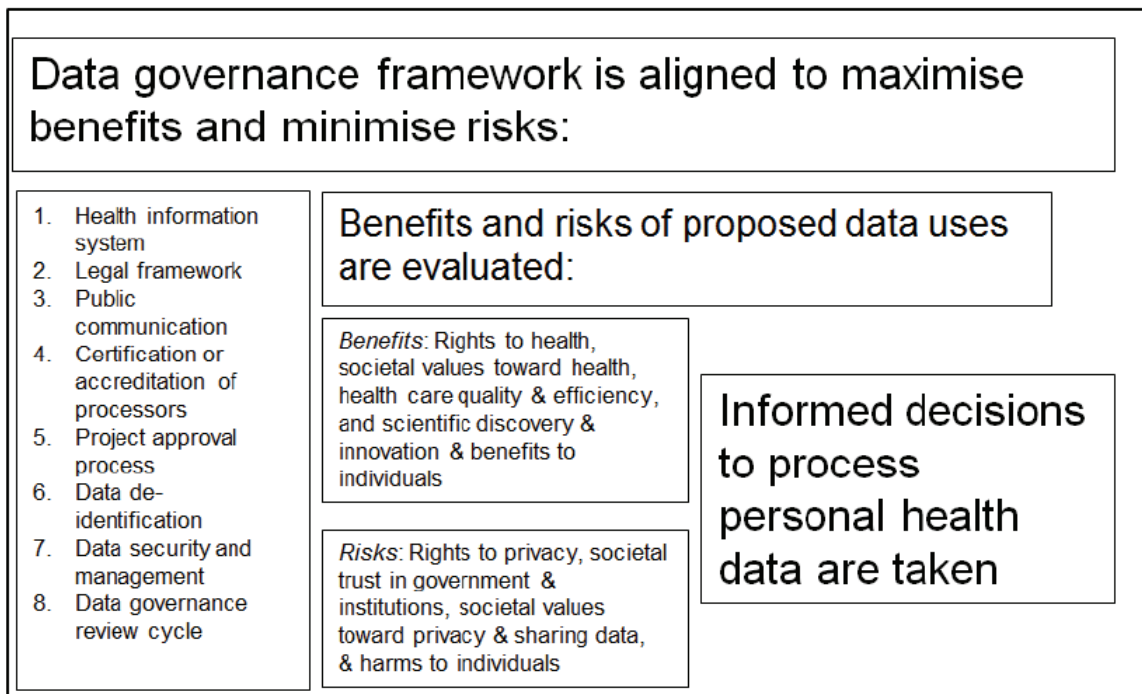 Data governance framework is aligned to maximise
benefits and minimise risks:
1. Health information
system
2. Legal framework
3. Public
communication
4. Certification or
accreditation of
processors
5. Project approval
process
6. Data de-
identification
7. Data security and
management
8. Data governance
review cycle
Benefits and risks of proposed data uses
are evaluated:
Benefits: Rights to health,
societal values toward health,
health care quality & efficiency,
and scientific discovery &
innovation & benefits to
individuals
Risks: Rights to privacy, societal
trust in government &
institutions, societal values
toward privacy & sharing data,
& harms to individuals
Informed decisions
to process
personal health
data are taken